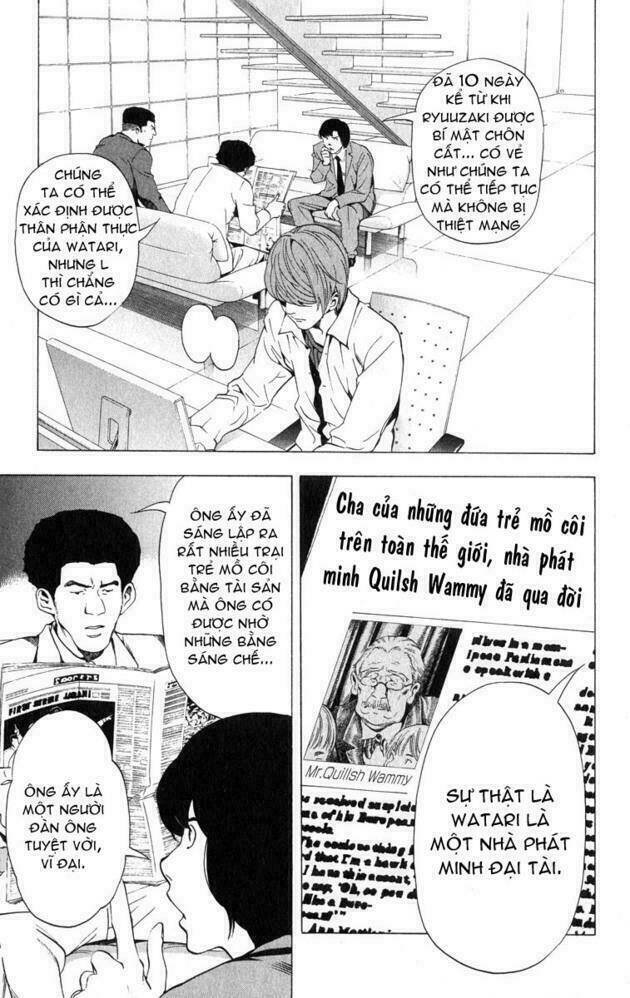 ĐÃ 10 NGÀY
KỂ TỪ KHI
RYUUZAKI ĐƯỢC
BÍ MẬT CHÔN
CẤT... CÓ VẺ
NHƯ CHÚNG TA
CÓ THỂ TIẾP TỤC
MÀ KHÔNG BỊ
THIỆT MẠNG
CHÚNG
TA CÓ THỂ
XÁC ĐỊNH ĐƯỢC
THÂN PHẬN THỰC
CỦA WATARI,
NHƯNG L
THÌ CHẲNG
CÓ GÌ CẢ...
Cha của những đứa trẻ mồ côi
trên toàn thế giới, nhà phát
minh Quilsh Wammy đã qua đời
Mr.Quillsh Wammy
SỰ THẬT LÀ
WATARI LÀ
MỘT NHÀ PHÁT
MINH ĐẠI TÀI.
ÔNG ẤY ĐÃ
SÁNG LẬP RA
RẤT NHIỀU TRẠI
TRẺ MỒ CÔI
BẰNG TÀI SẢN
MÀ ÔNG CÓ
ĐƯỢC NHỜ
NHỮNG BẰNG
SÁNG CHẾ...
ÔNG ẤY LÀ
MỘT NGƯỜI
ĐÀN ÔNG
TUYỆT VỜI,
VĨ ĐẠI.